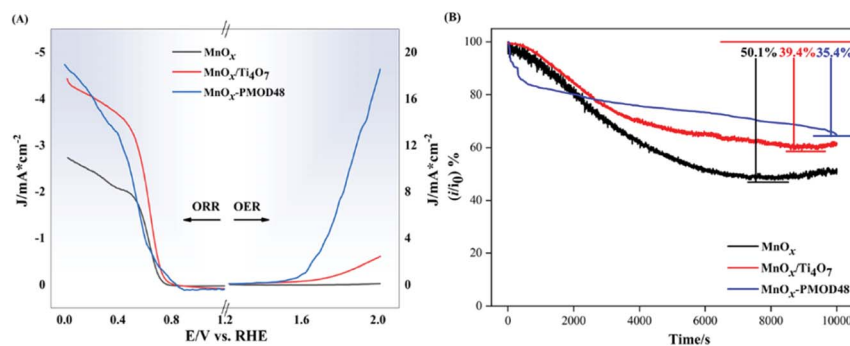 (A)
-5
-4
-3
-2
-1
0
J/mA*cm-2
MnOx
MnOx/Ti4O7
MnOx-PMOD48
ORR
OER
20
16
12
8
4
0
J/mA*cm-2
0.0 0.4 0.8 1.2 1.6 2.0
E/V vs. RHE
(B)
100
80
60
40
20
0
(i/i0) %
50.1% 39.4% 35.4%
MnOx
MnOx/Ti4O7
MnOx-PMOD48
0 2000 4000 6000 8000 10000
Time/s